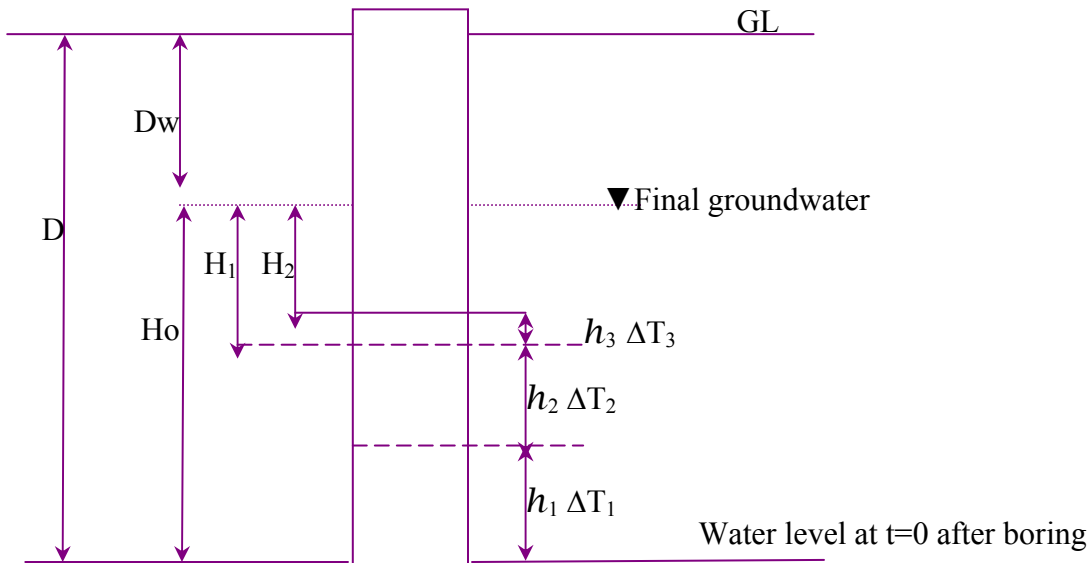 GL
Dw
▼Final groundwater
D
H₁
H₂
Ho
h₃ ΔT₃
h₂ ΔT₂
h₁ ΔT₁
Water level at t=0 after boring